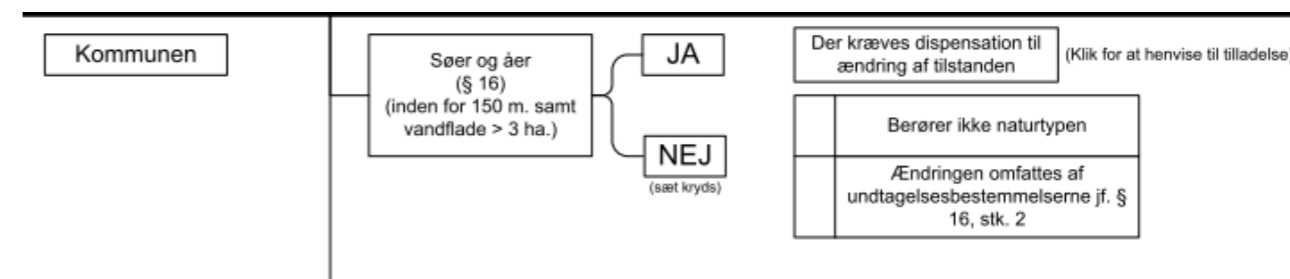 Kommunen
Søer og åer
(§ 16)
(inden for 150 m. samt
vandflade > 3 ha.)
JA
NEJ
(sæt kryds)
Der kræves dispensation til
ændring af tilstanden
(Klik for at henvise til tilladelse)
Berører ikke naturtypen
Ændringen omfattes af
undtagelsesbestemmelserne jf. §
16, stk. 2